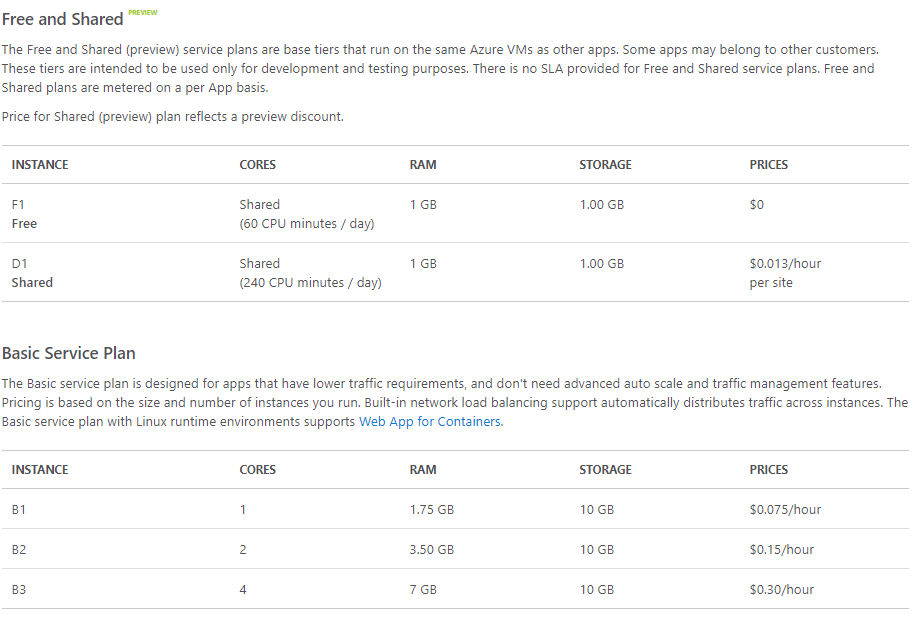 Free and Shared PREVIEW
The Free and Shared (preview) service plans are base tiers that run on the same Azure VMs as other apps. Some apps may belong to other customers.
These tiers are intended to be used only for development and testing purposes. There is no SLA provided for Free and Shared service plans. Free and
Shared plans are metered on a per App basis.
Price for Shared (preview) plan reflects a preview discount.
INSTANCE CORES RAM STORAGE PRICES
F1 Shared 1 GB 1.00 GB $0
Free (60 CPU minutes / day)
D1 Shared 1 GB 1.00 GB $0.013/hour
Shared (240 CPU minutes / day) per site
Basic Service Plan
The Basic service plan is designed for apps that have lower traffic requirements, and don't need advanced auto scale and traffic management features.
Pricing is based on the size and number of instances you run. Built-in network load balancing support automatically distributes traffic across instances. The
Basic service plan with Linux runtime environments supports Web App for Containers.
INSTANCE CORES RAM STORAGE PRICES
B1 1 1.75 GB 10 GB $0.075/hour
B2 2 3.50 GB 10 GB $0.15/hour
B3 4 7 GB 10 GB $0.30/hour